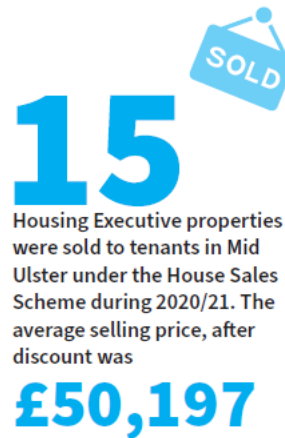 SOLD
15
Housing Executive properties
were sold to tenants in Mid
Ulster under the House Sales
Scheme during 2020/21. The
average selling price, after
discount was
£50,197